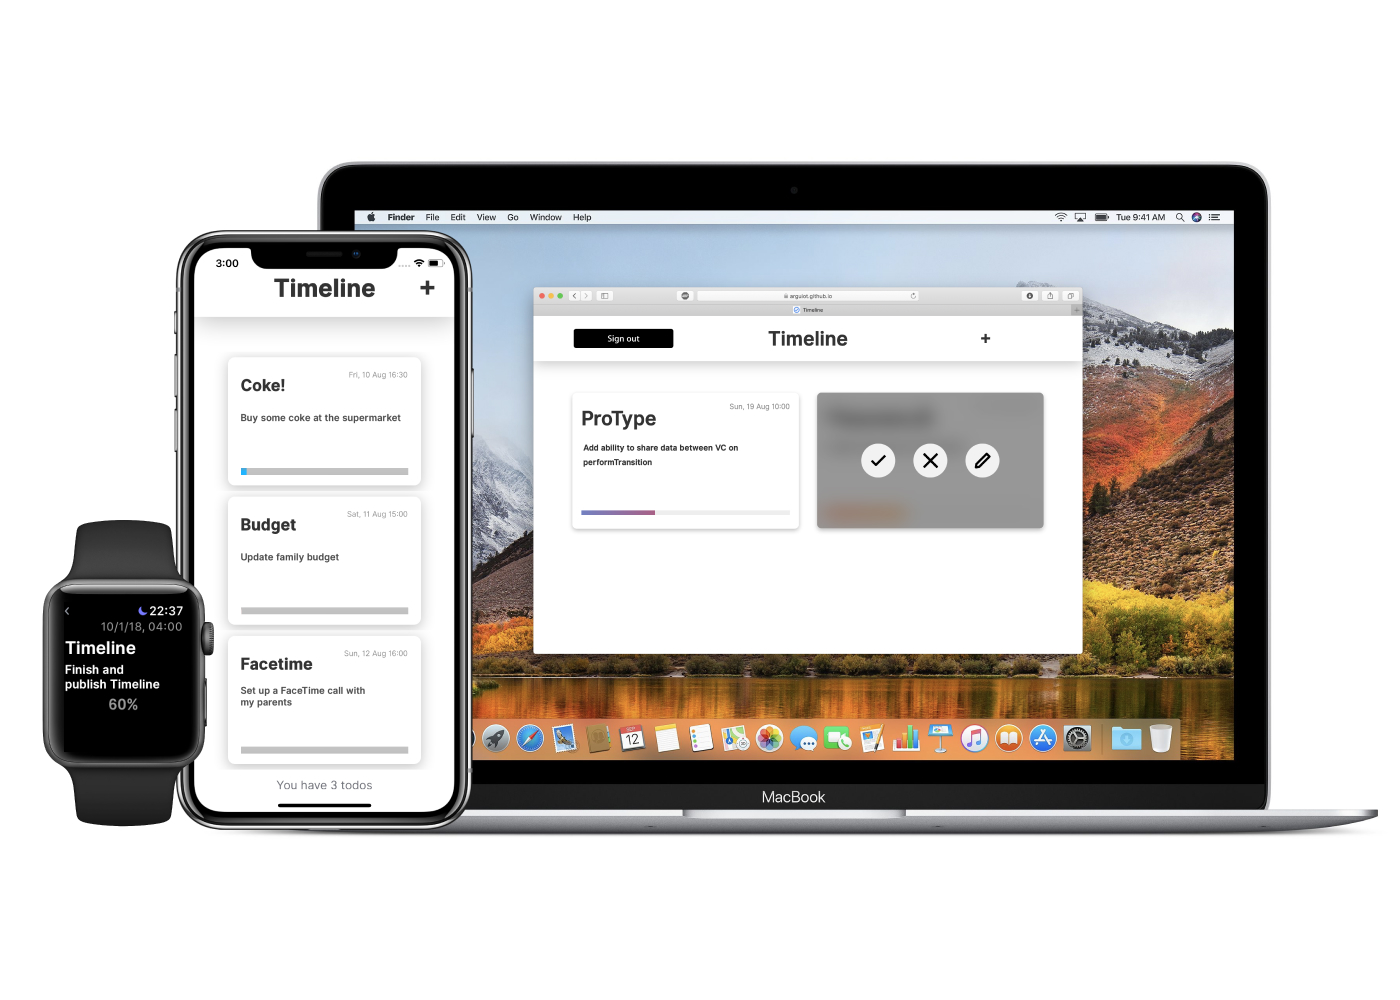 Finder File Edit View Go Window Help
Tue 9:41 AM
arguiot.github.io
Timeline
Sign out
Timeline
+
ProType
Sun, 19 Aug 10:00
Add ability to share data between VC on
performTransition
12
MacBook
3:00
Timeline
+
Coke!
Fri, 10 Aug 16:30
Buy some coke at the supermarket
Budget
Sat, 11 Aug 15:00
Update family budget
Facetime
Sun, 12 Aug 16:00
Set up a FaceTime call with
my parents
You have 3 todos
22:37
10/1/18, 04:00
Timeline
Finish and
publish Timeline
60%